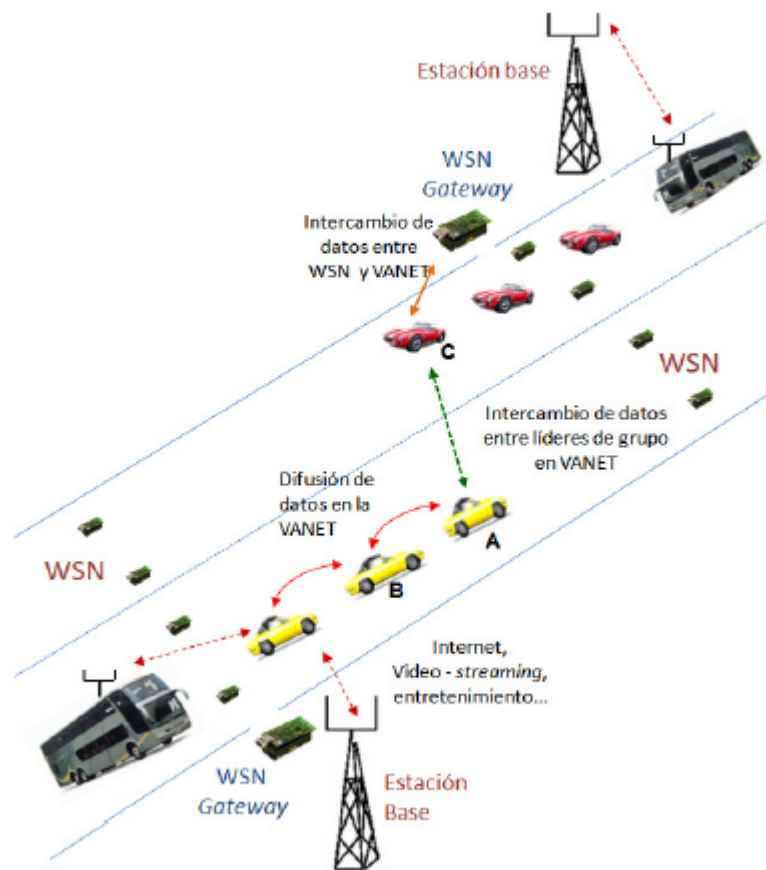 Estación base
WSN
Gateway
Intercambio de
datos entre
WSN y VANET
C
WSN
Intercambio de datos
entre líderes de grupo
en VANET
Difusión de
datos en la
VANET
A
WSN
B
Internet,
Video - streaming,
entretenimiento...
WSN
Gateway
Estación
Base